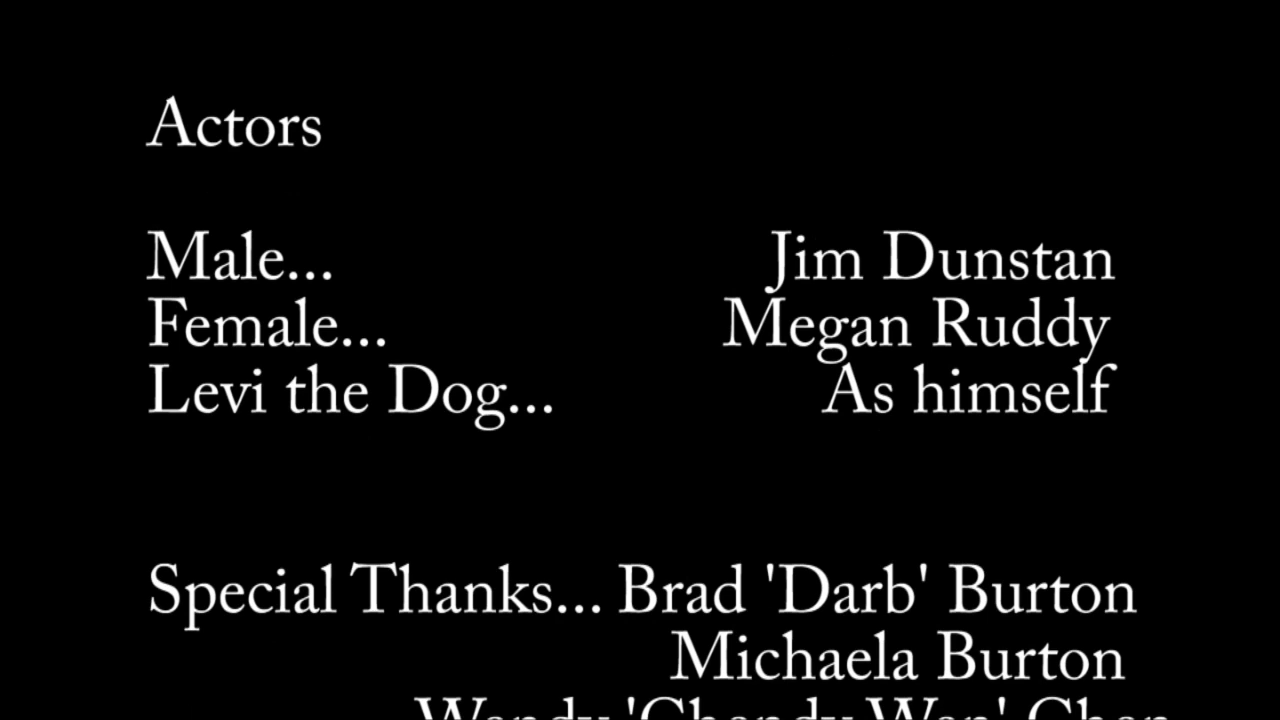 Actors
Male... Jim Dunstan
Female... Megan Ruddy
Levi the Dog... As himself
Special Thanks... Brad 'Darb' Burton
Michaela Burton